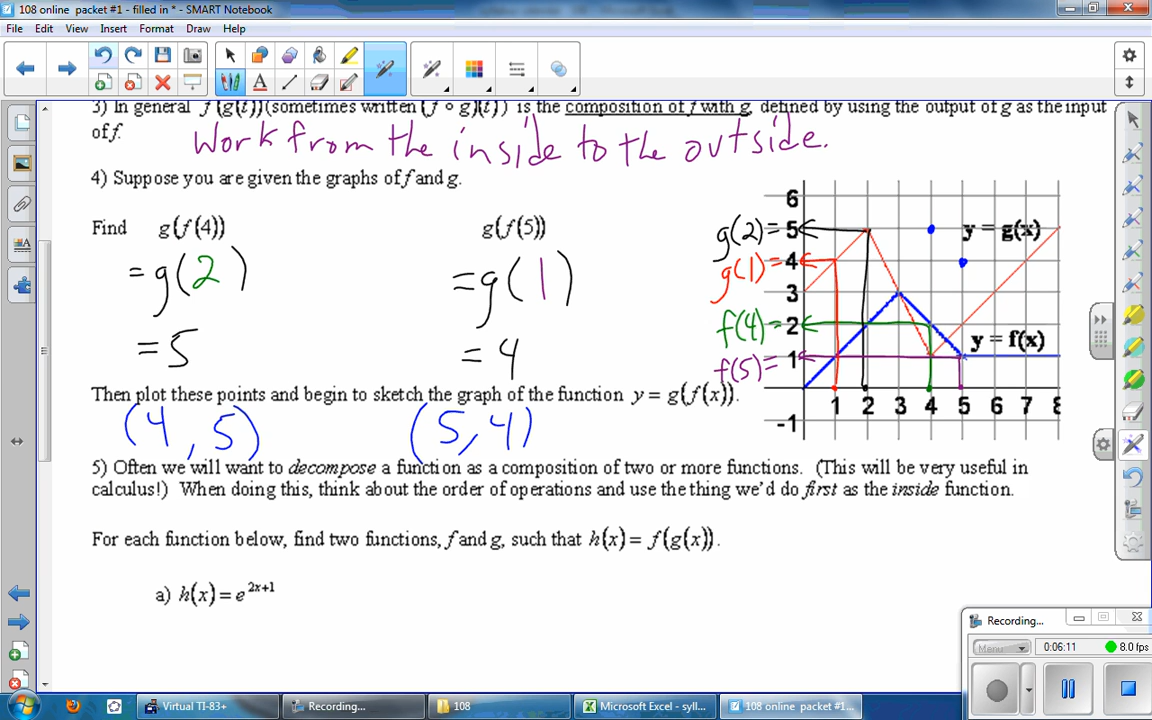 108 online packet #1 - filled in * - SMART Notebook
File Edit View Insert Format Draw Help
3) In general f(g(t)) (sometimes written (f ∘ g)(t)) is the composition of f with g, defined by using the output of g as the input
of f.
Work from the inside to the outside.
4) Suppose you are given the graphs of f and g.
Find g(f(4)) g(f(5))
= g(2) = g(1)
= 5 = 4
6
g(2)= 5 y = g(x)
g(1)= 4
3
f(4)= 2 y = f(x)
f(5)= 1
1 2 3 4 5 6 7 8
-1
Then plot these points and begin to sketch the graph of the function y = g(f(x)).
(4, 5) (5, 4)
5) Often we will want to decompose a function as a composition of two or more functions. (This will be very useful in
calculus!) When doing this, think about the order of operations and use the thing we'd do first as the inside function.
For each function below, find two functions, f and g, such that h(x) = f(g(x)).
a) h(x) = e^{2x+1}
Recording...
Menu 0:06:11 8.0 fps
Virtual TI-83+ Recording... 108 Microsoft Excel - syll... 108 online packet #1...